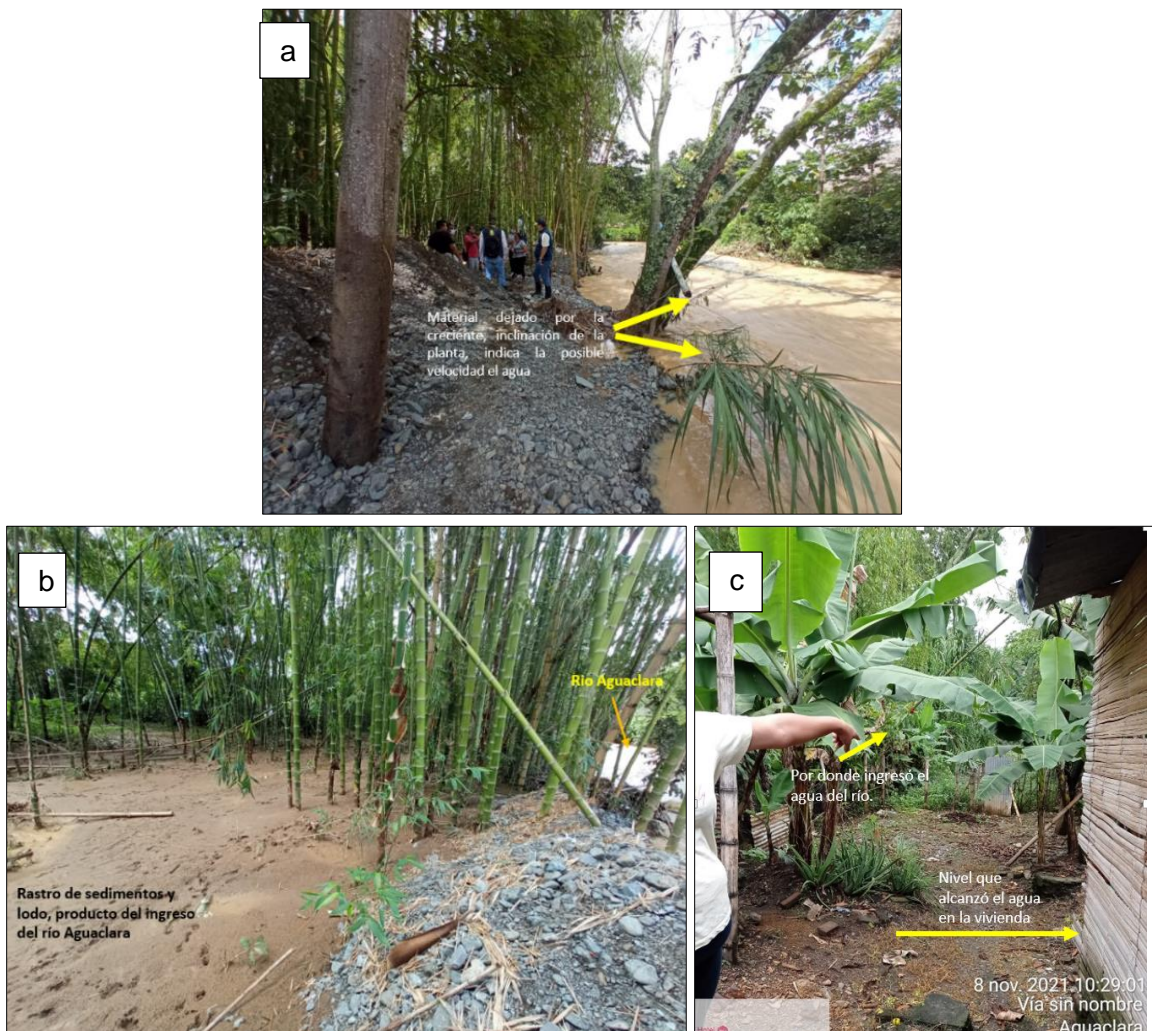 a
Material dejado por la
creciente, inclinación de la
planta, indica la posible
velocidad el agua
b
Río Aguaclara
Rastro de sedimentos y
lodo, producto del ingreso
del río Aguaclara
c
Por donde ingresó el
agua del río.
Nivel que
alcanzó el agua
en la vivienda
8 nov. 2021 10:29:01
Vía sin nombre
Aguaclara